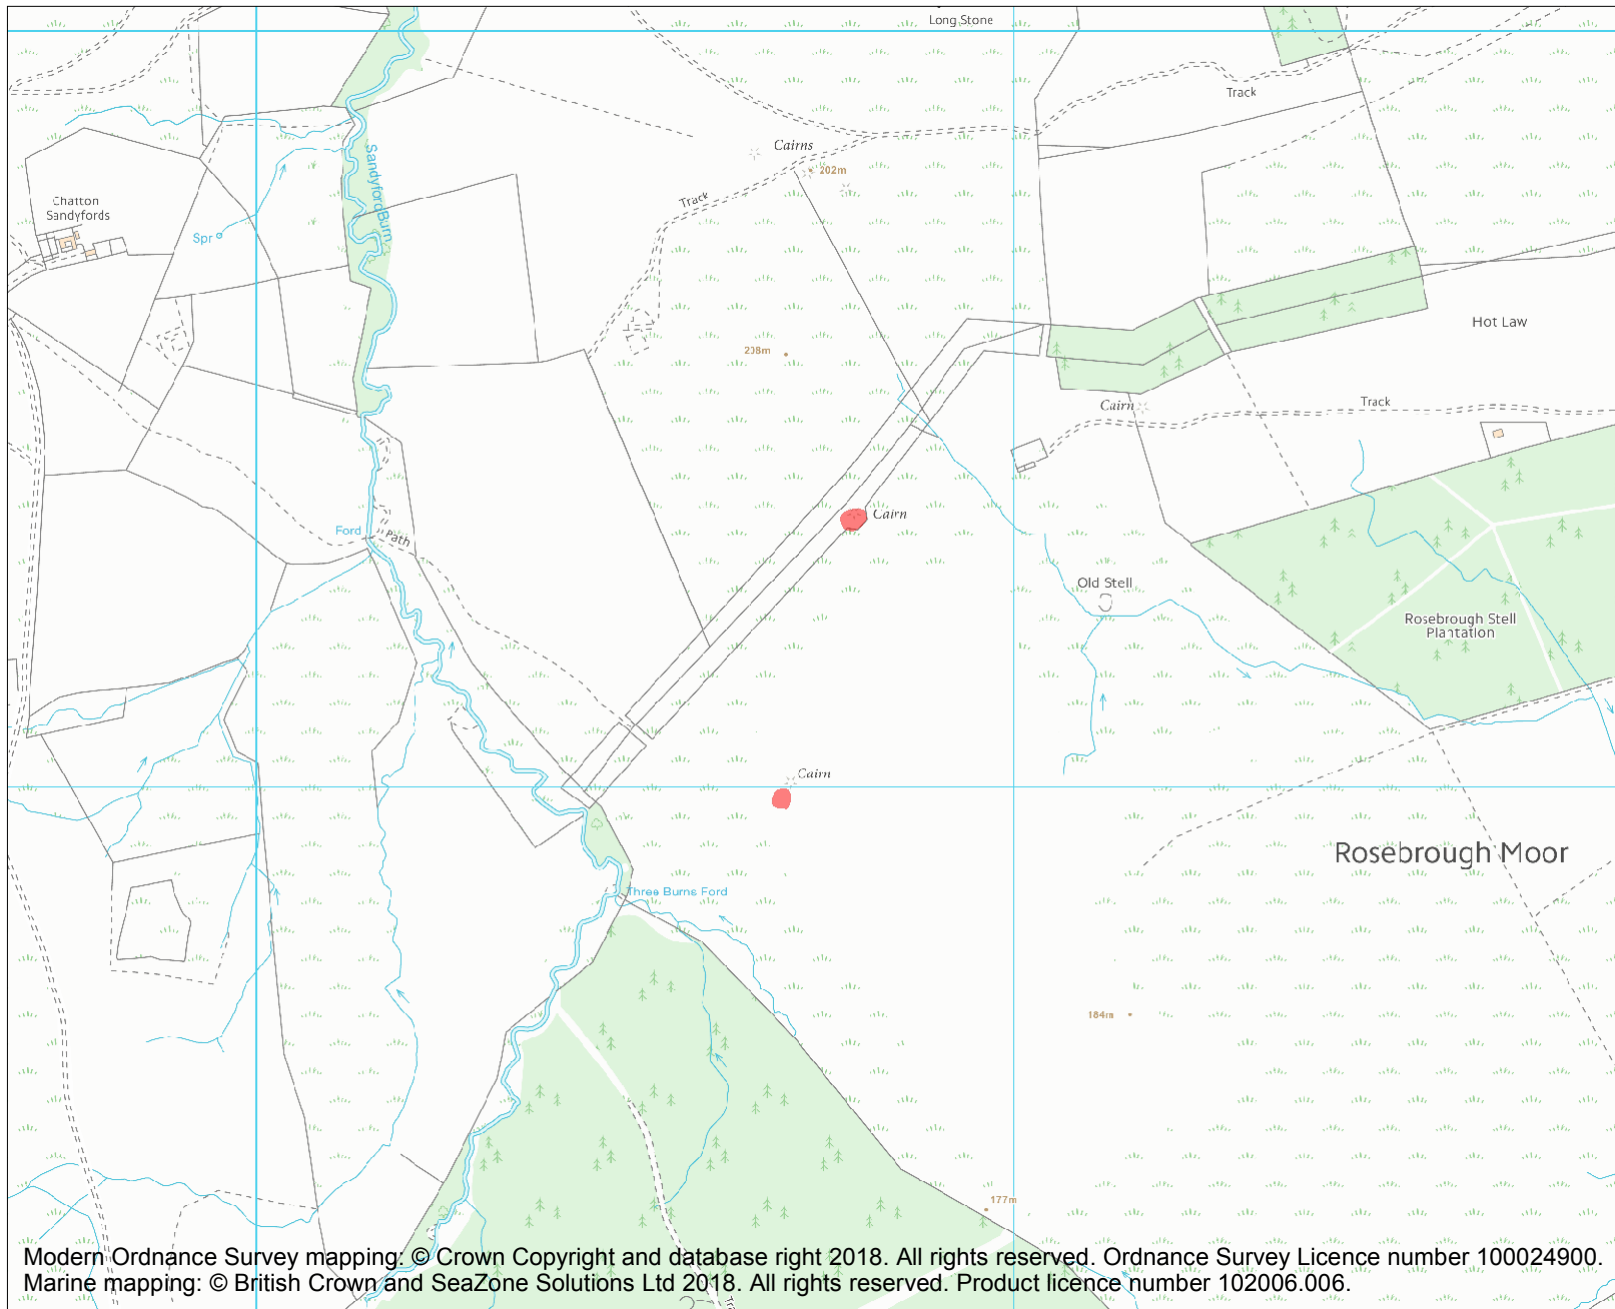 Long Stone
Track
Cairns
202m
Sandyford Burn
Track
Chatton
Sandyfords
Spr
Hot Law
208m
Cairn
Track
Cairn
Ford
Path
Old Stell
Rosebrough Stell
Plantation
Cairn
Rosebrough Moor
Three Burns Ford
184m
177m
Modern Ordnance Survey mapping: © Crown Copyright and database right 2018. All rights reserved. Ordnance Survey Licence number 100024900.
Marine mapping: © British Crown and SeaZone Solutions Ltd 2018. All rights reserved. Product licence number 102006.006.